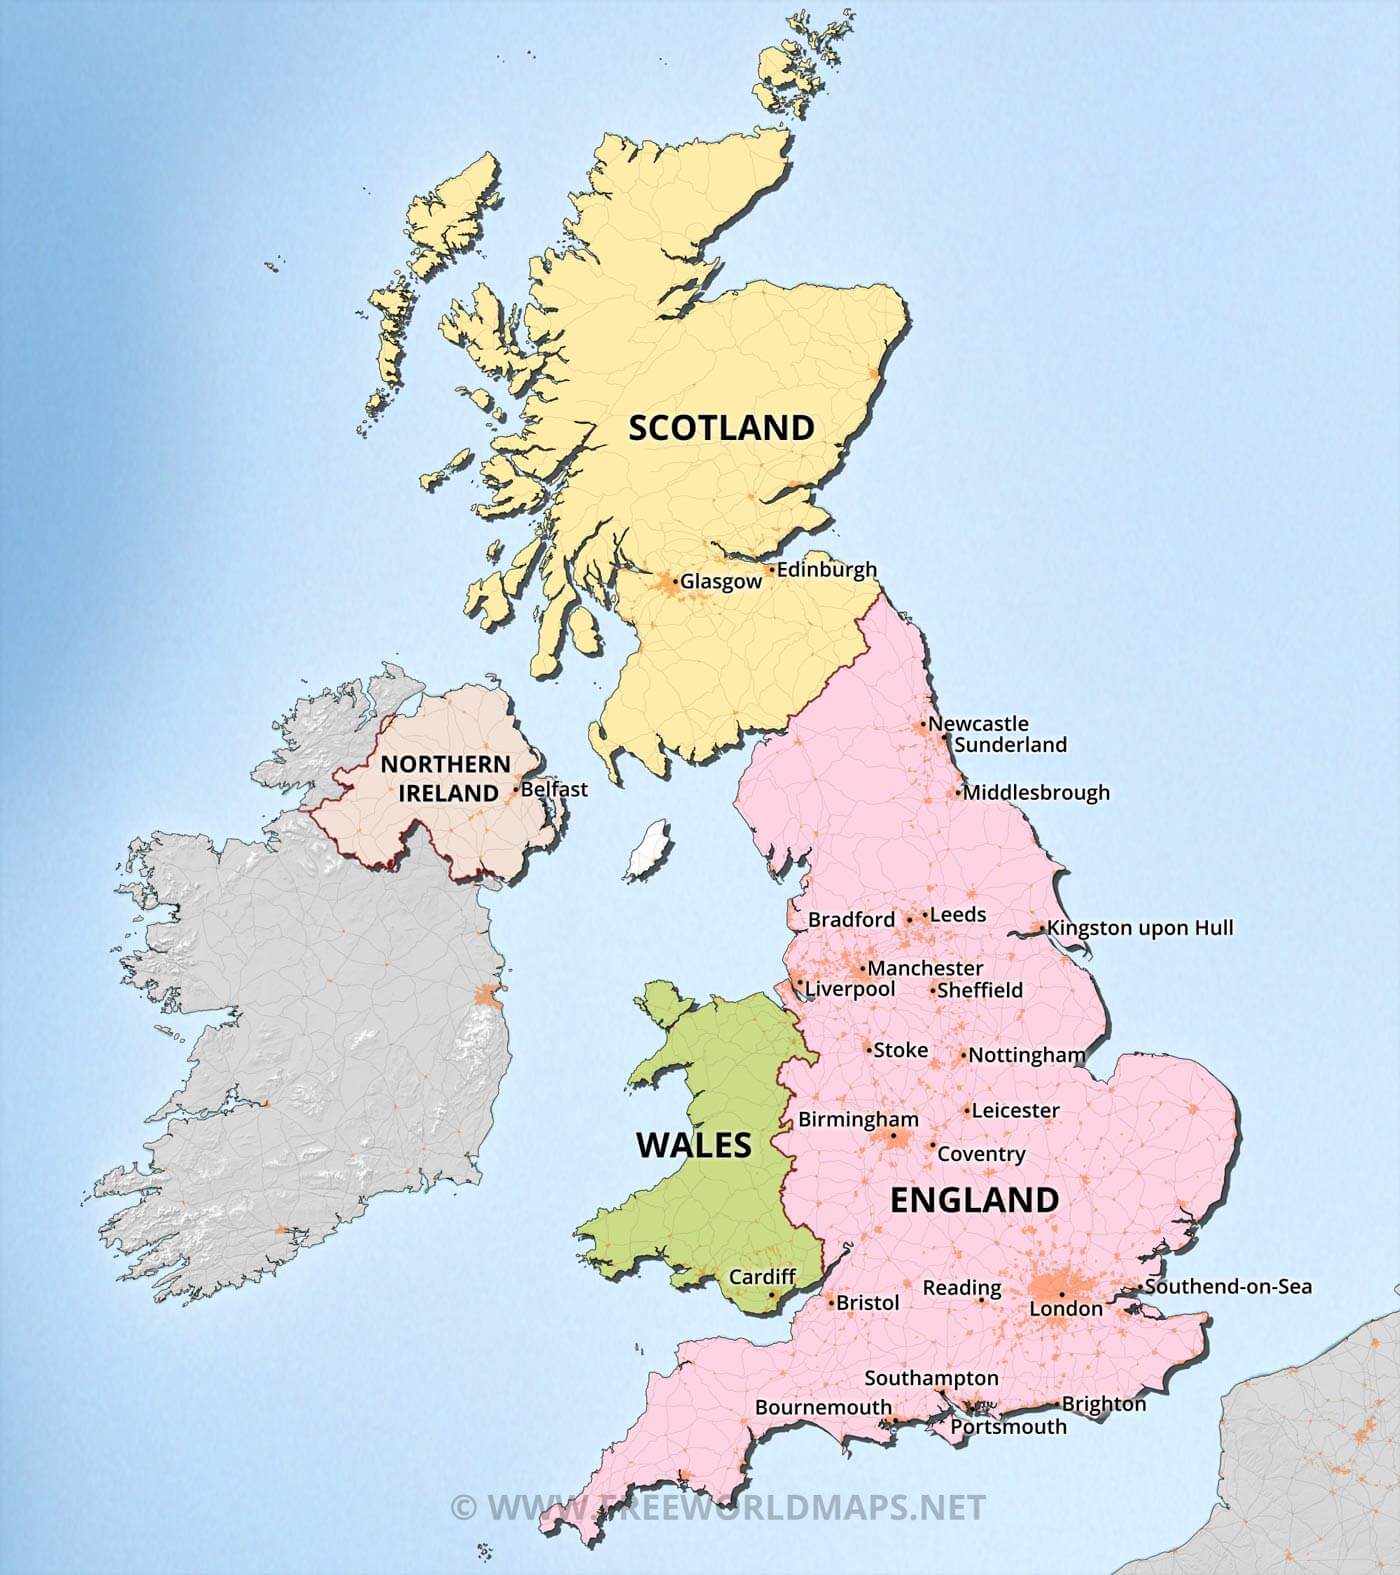 SCOTLAND
Glasgow
Edinburgh
Newcastle
Sunderland
NORTHERN
IRELAND
Belfast
Middlesbrough
Bradford
Leeds
Kingston upon Hull
Manchester
Liverpool
Sheffield
Stoke
Nottingham
Leicester
Birmingham
WALES
Coventry
ENGLAND
Cardiff
Reading
Southend-on-Sea
Bristol
London
Southampton
Bournemouth
Brighton
Portsmouth
© WWW.FREEWORLDMAPS.NET